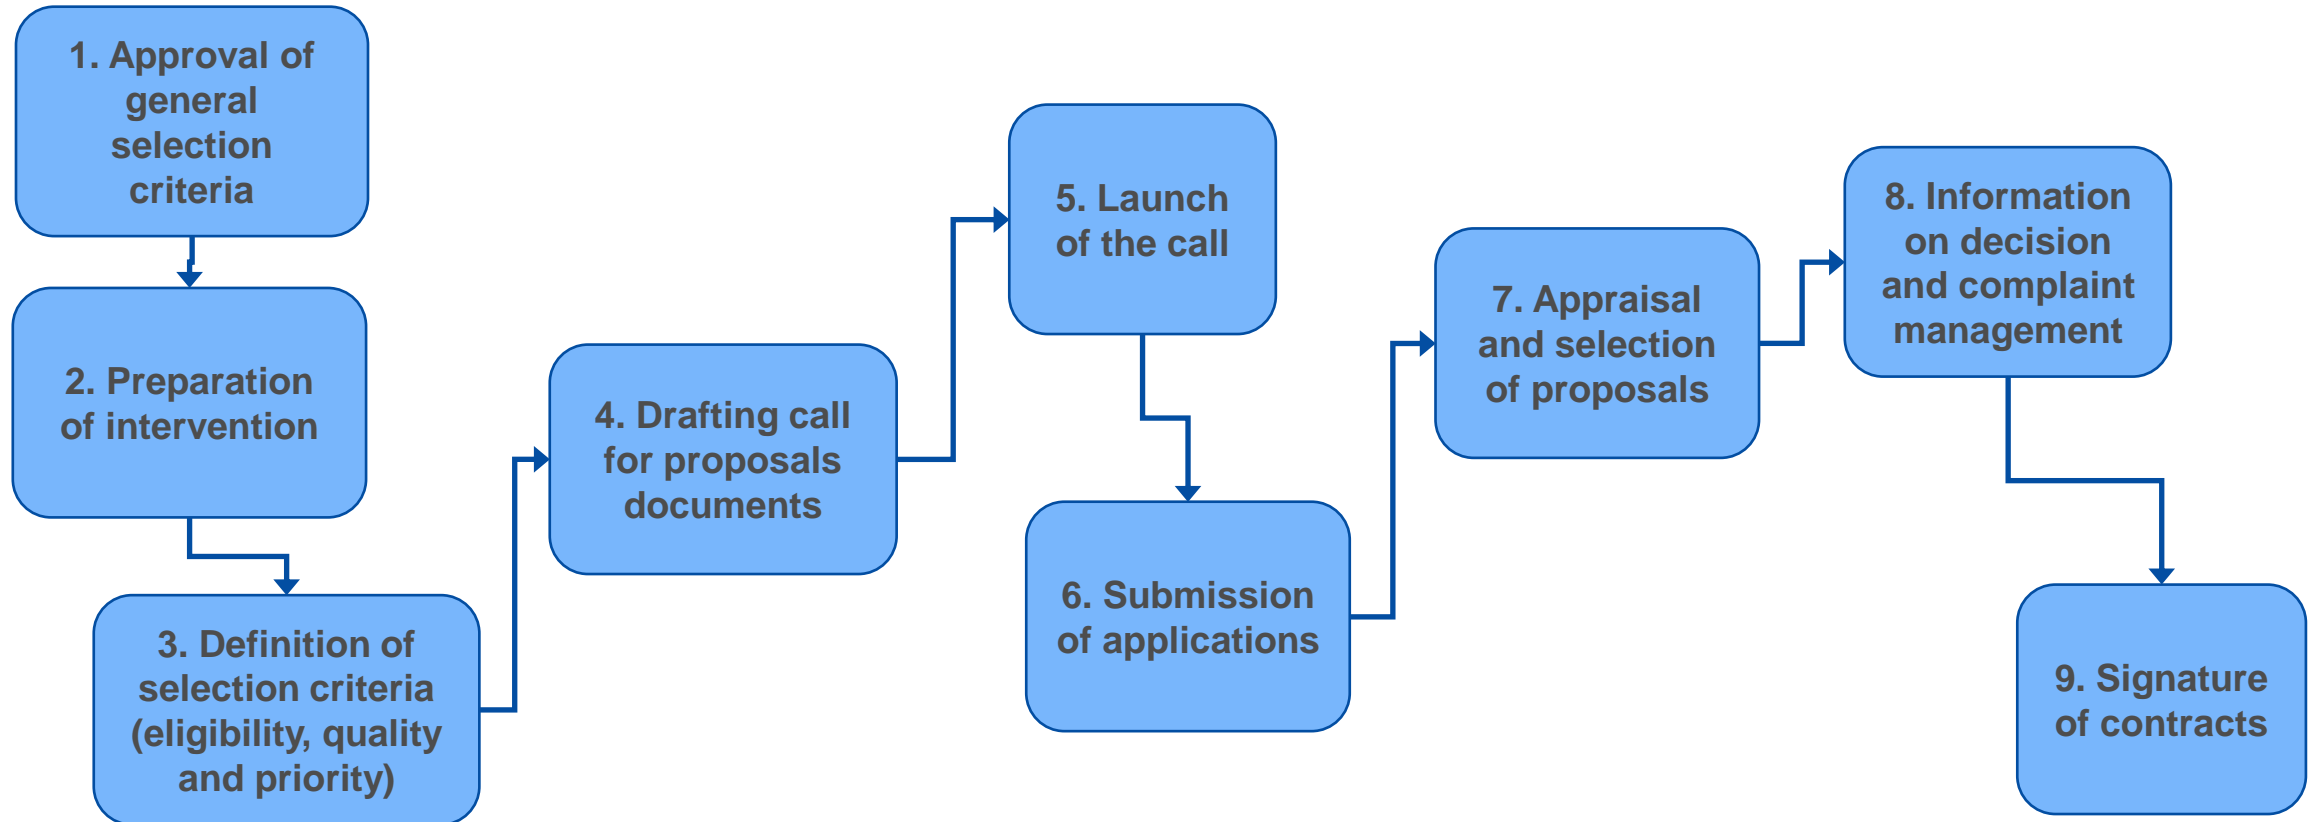 1. Approval of
general
selection
criteria
2. Preparation
of intervention
3. Definition of
selection criteria
(eligibility, quality
and priority)
4. Drafting call
for proposals
documents
5. Launch
of the call
6. Submission
of applications
7. Appraisal
and selection
of proposals
8. Information
on decision
and complaint
management
9. Signature
of contracts